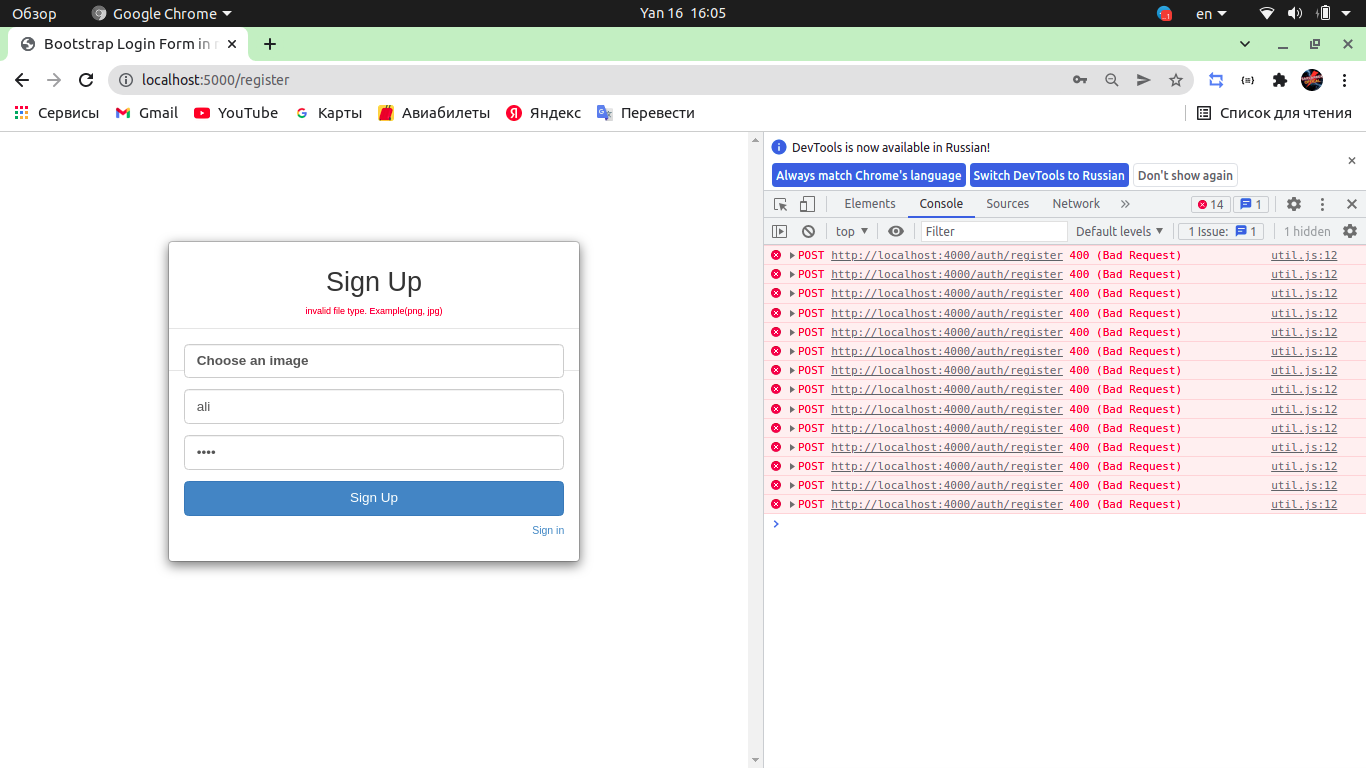 Обзор
Google Chrome
Yan 16 16:05
en
Bootstrap Login Form in
localhost:5000/register
Сервисы
Gmail
YouTube
Карты
Авиабилеты
Яндекс
Перевести
Список для чтения
Sign Up
invalid file type. Example(png, jpg)
Choose an image
ali
••••
Sign Up
Sign in
DevTools is now available in Russian!
Always match Chrome's language
Switch DevTools to Russian
Don't show again
Elements
Console
Sources
Network
14
1
top
Filter
Default levels
1 Issue:
1
1 hidden
POST http://localhost:4000/auth/register 400 (Bad Request) util.js:12
POST http://localhost:4000/auth/register 400 (Bad Request) util.js:12
POST http://localhost:4000/auth/register 400 (Bad Request) util.js:12
POST http://localhost:4000/auth/register 400 (Bad Request) util.js:12
POST http://localhost:4000/auth/register 400 (Bad Request) util.js:12
POST http://localhost:4000/auth/register 400 (Bad Request) util.js:12
POST http://localhost:4000/auth/register 400 (Bad Request) util.js:12
POST http://localhost:4000/auth/register 400 (Bad Request) util.js:12
POST http://localhost:4000/auth/register 400 (Bad Request) util.js:12
POST http://localhost:4000/auth/register 400 (Bad Request) util.js:12
POST http://localhost:4000/auth/register 400 (Bad Request) util.js:12
POST http://localhost:4000/auth/register 400 (Bad Request) util.js:12
POST http://localhost:4000/auth/register 400 (Bad Request) util.js:12
POST http://localhost:4000/auth/register 400 (Bad Request) util.js:12